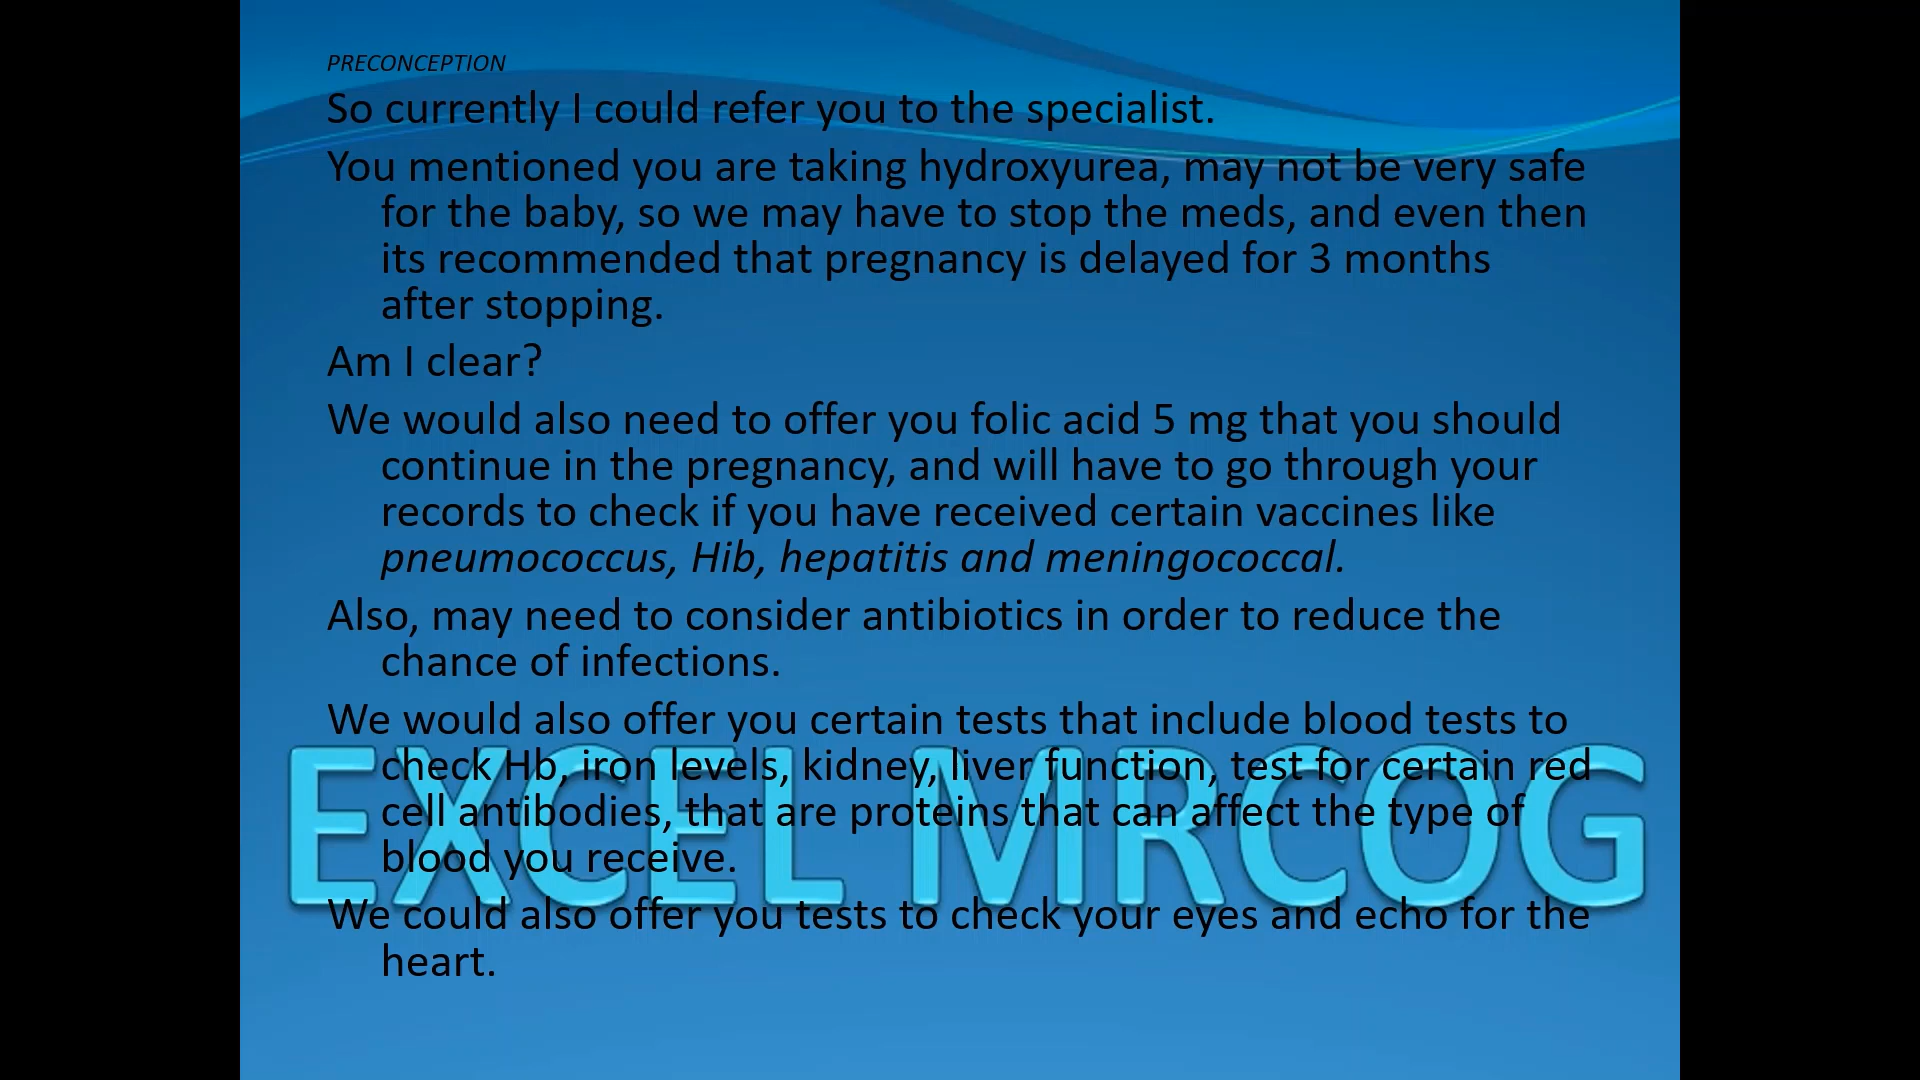 PRECONCEPTION
So currently I could refer you to the specialist.
You mentioned you are taking hydroxyurea, may not be very safe
for the baby, so we may have to stop the meds, and even then
its recommended that pregnancy is delayed for 3 months
after stopping.
Am I clear?
We would also need to offer you folic acid 5 mg that you should
continue in the pregnancy, and will have to go through your
records to check if you have received certain vaccines like
pneumococcus, Hib, hepatitis and meningococcal.
Also, may need to consider antibiotics in order to reduce the
chance of infections.
We would also offer you certain tests that include blood tests to
check Hb, iron levels, kidney, liver function, test for certain red
cell antibodies, that are proteins that can affect the type of
blood you receive.
We could also offer you tests to check your eyes and echo for the
heart.
EXCEL MRCOG